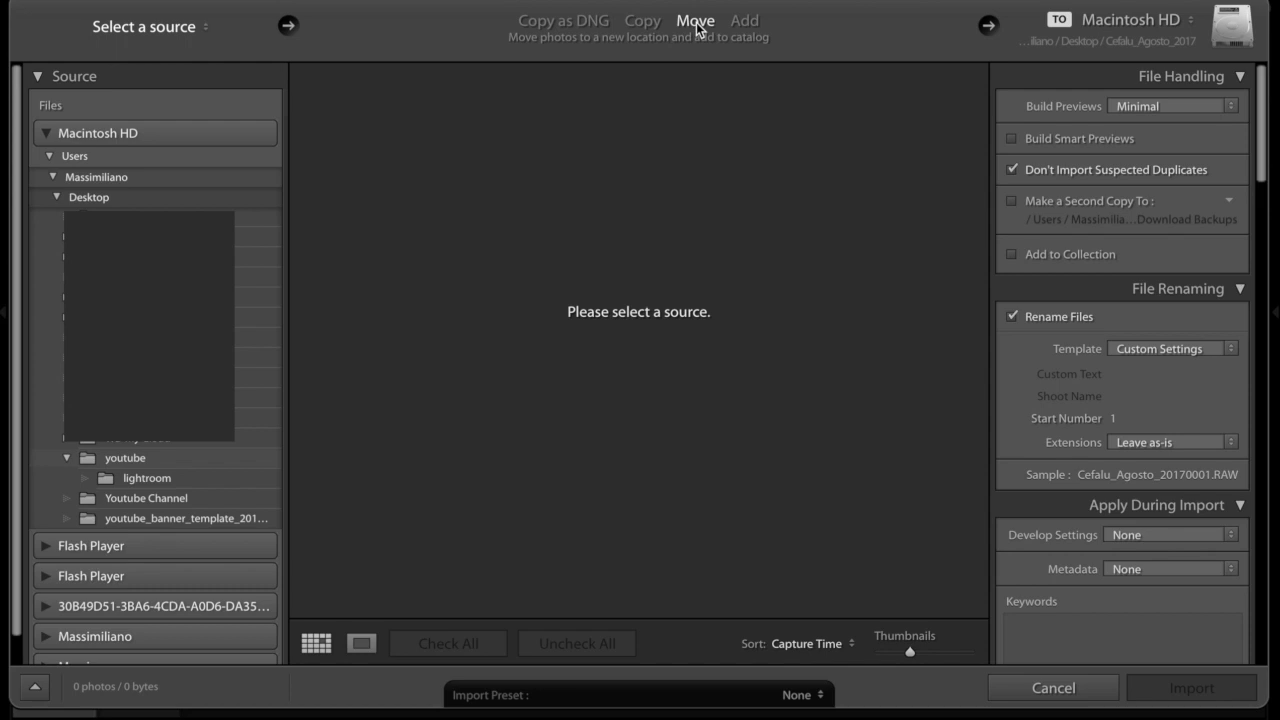 Select a source
Copy as DNG Copy Move Add
Move photos to a new location and add to catalog
TO Macintosh HD
…iliano / Desktop / Cefalu_Agosto_2017
Source
Files
Macintosh HD
Users
Massimiliano
Desktop
youtube
lightroom
Youtube Channel
youtube_banner_template_201…
Flash Player
Flash Player
30B49D51-3BA6-4CDA-A0D6-DA35…
Massimiliano
Please select a source.
File Handling
Build Previews Minimal
Build Smart Previews
Don't Import Suspected Duplicates
Make a Second Copy To :
/ Users / Massimilia…Download Backups
Add to Collection
File Renaming
Rename Files
Template Custom Settings
Custom Text
Shoot Name
Start Number 1
Extensions Leave as-is
Sample : Cefalu_Agosto_20170001.RAW
Apply During Import
Develop Settings None
Metadata None
Keywords
Check All Uncheck All Sort: Capture Time Thumbnails
0 photos / 0 bytes
Import Preset : None
Cancel Import